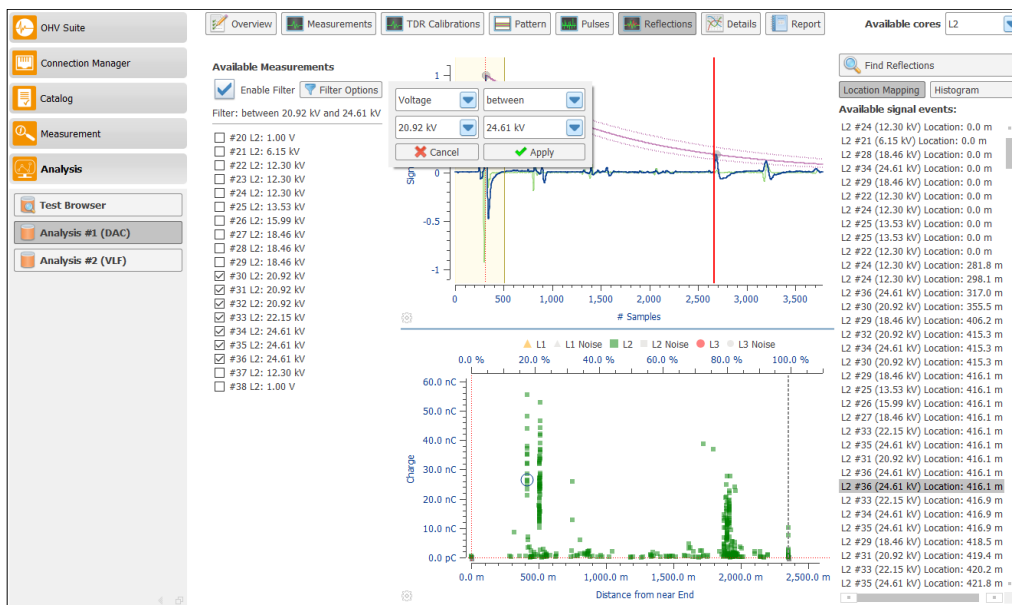 OHV Suite
Connection Manager
Catalog
Measurement
Analysis
Test Browser
Analysis #1 (DAC)
Analysis #2 (VLF)
Overview
Measurements
TDR Calibrations
Pattern
Pulses
Reflections
Details
Report
Available cores L2
Available Measurements
Enable Filter
Filter Options
Filter: between 20.92 kV and 24.61 kV
#20 L2: 1.00 V
#21 L2: 6.15 kV
#22 L2: 12.30 kV
#23 L2: 12.30 kV
#24 L2: 12.30 kV
#25 L2: 13.53 kV
#26 L2: 15.99 kV
#27 L2: 18.46 kV
#28 L2: 18.46 kV
#29 L2: 18.46 kV
#30 L2: 20.92 kV
#31 L2: 20.92 kV
#32 L2: 20.92 kV
#33 L2: 22.15 kV
#34 L2: 24.61 kV
#35 L2: 24.61 kV
#36 L2: 24.61 kV
#37 L2: 12.30 kV
#38 L2: 1.00 V
Voltage
between
20.92 kV
24.61 kV
Cancel
Apply
1
0
-0.5
-1
0 500 1,000 1,500 2,000 2,500 3,000 3,500
# Samples
L1 L1 Noise L2 L2 Noise L3 L3 Noise
0.0 % 20.0 % 40.0 % 60.0 % 80.0 % 100.0 %
60.0 nC
50.0 nC
40.0 nC
30.0 nC
20.0 nC
10.0 nC
0.0 pC
Charge
0.0 m 500.0 m 1,000.0 m 1,500.0 m 2,000.0 m 2,500.0 m
Distance from near End
Find Reflections
Location Mapping
Histogram
Available signal events:
L2 #24 (12.30 kV) Location: 0.0 m
L2 #21 (6.15 kV) Location: 0.0 m
L2 #28 (18.46 kV) Location: 0.0 m
L2 #34 (24.61 kV) Location: 0.0 m
L2 #29 (18.46 kV) Location: 0.0 m
L2 #22 (12.30 kV) Location: 0.0 m
L2 #24 (12.30 kV) Location: 0.0 m
L2 #25 (13.53 kV) Location: 0.0 m
L2 #25 (13.53 kV) Location: 0.0 m
L2 #22 (12.30 kV) Location: 0.0 m
L2 #24 (12.30 kV) Location: 281.8 m
L2 #24 (12.30 kV) Location: 298.1 m
L2 #36 (24.61 kV) Location: 317.0 m
L2 #30 (20.92 kV) Location: 355.5 m
L2 #29 (18.46 kV) Location: 406.2 m
L2 #32 (20.92 kV) Location: 415.3 m
L2 #34 (24.61 kV) Location: 415.3 m
L2 #30 (20.92 kV) Location: 415.3 m
L2 #29 (18.46 kV) Location: 416.1 m
L2 #25 (13.53 kV) Location: 416.1 m
L2 #26 (15.99 kV) Location: 416.1 m
L2 #27 (18.46 kV) Location: 416.1 m
L2 #33 (22.15 kV) Location: 416.1 m
L2 #35 (24.61 kV) Location: 416.1 m
L2 #31 (20.92 kV) Location: 416.1 m
L2 #36 (24.61 kV) Location: 416.1 m
L2 #36 (24.61 kV) Location: 416.1 m
L2 #33 (22.15 kV) Location: 416.9 m
L2 #34 (24.61 kV) Location: 416.9 m
L2 #35 (24.61 kV) Location: 416.9 m
L2 #29 (18.46 kV) Location: 418.5 m
L2 #31 (20.92 kV) Location: 419.4 m
L2 #33 (22.15 kV) Location: 420.2 m
L2 #35 (24.61 kV) Location: 421.8 m